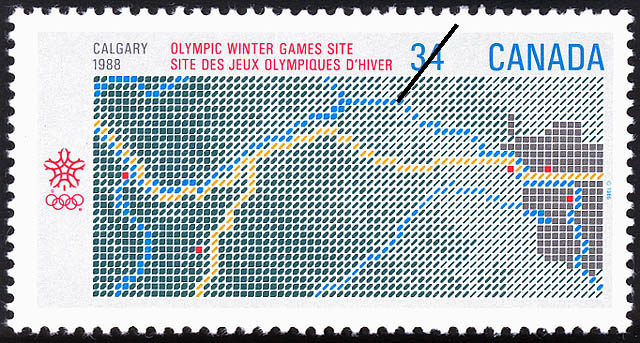 CALGARY
1988
OLYMPIC WINTER GAMES SITE
SITE DES JEUX OLYMPIQUES D'HIVER
34
CANADA
© 1986